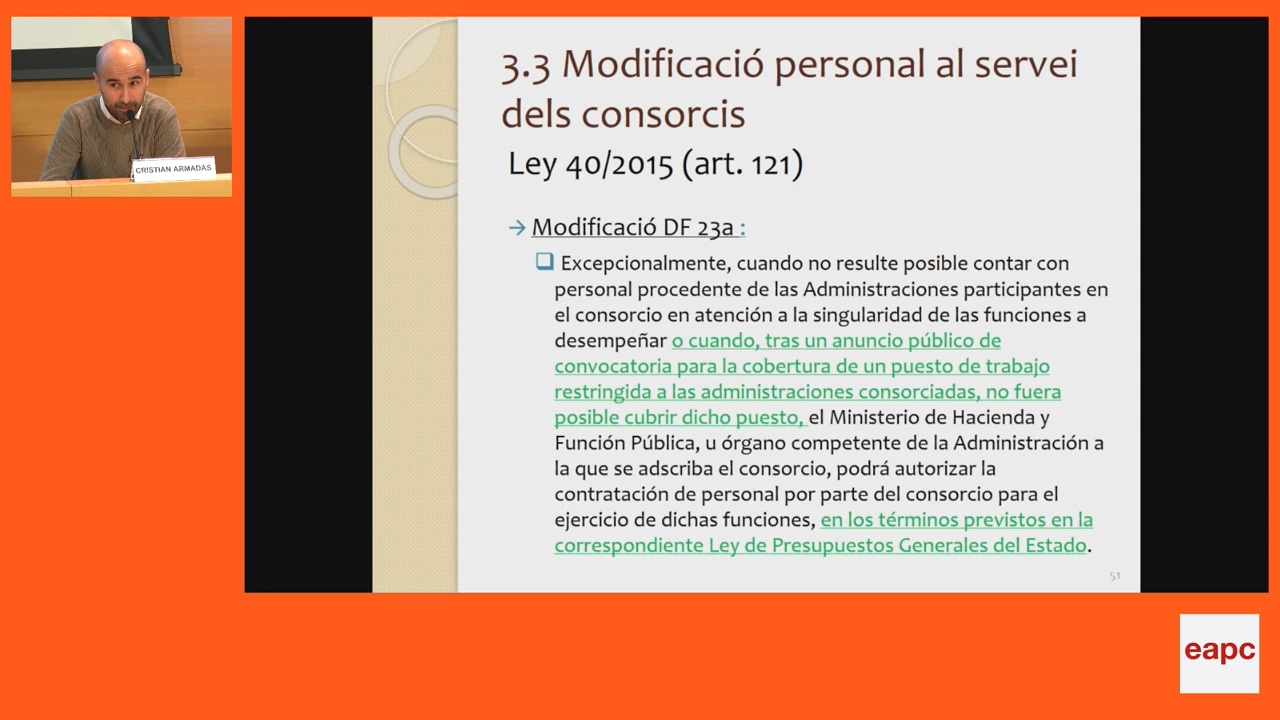 CRISTIAN ARMADÀS
3.3 Modificació personal al servei
dels consorcis
Ley 40/2015 (art. 121)
→ Modificació DF 23a :
❑ Excepcionalmente, cuando no resulte posible contar con
personal procedente de las Administraciones participantes en
el consorcio en atención a la singularidad de las funciones a
desempeñar o cuando, tras un anuncio público de
convocatoria para la cobertura de un puesto de trabajo
restringida a las administraciones consorciadas, no fuera
posible cubrir dicho puesto, el Ministerio de Hacienda y
Función Pública, u órgano competente de la Administración a
la que se adscriba el consorcio, podrá autorizar la
contratación de personal por parte del consorcio para el
ejercicio de dichas funciones, en los términos previstos en la
correspondiente Ley de Presupuestos Generales del Estado.
51
eapc